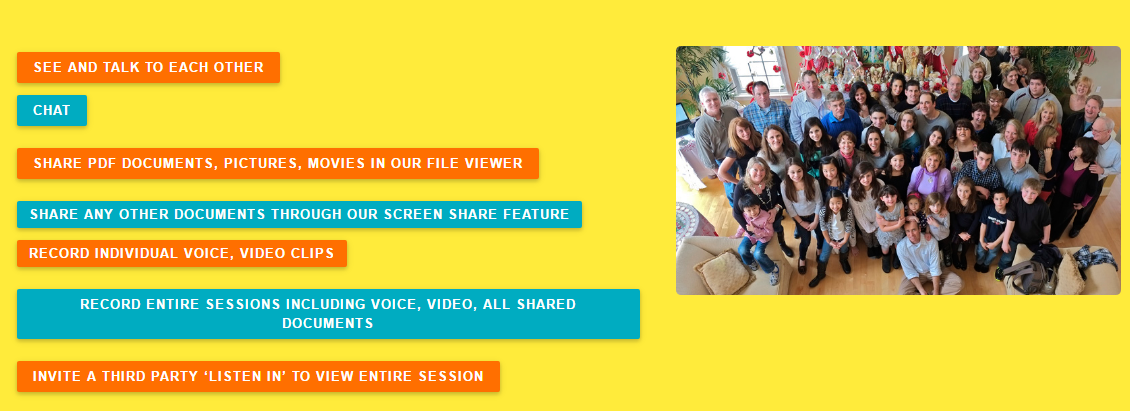 SEE AND TALK TO EACH OTHER
CHAT
SHARE PDF DOCUMENTS, PICTURES, MOVIES IN OUR FILE VIEWER
SHARE ANY OTHER DOCUMENTS THROUGH OUR SCREEN SHARE FEATURE
RECORD INDIVIDUAL VOICE, VIDEO CLIPS
RECORD ENTIRE SESSIONS INCLUDING VOICE, VIDEO, ALL SHARED
DOCUMENTS
INVITE A THIRD PARTY ‘LISTEN IN’ TO VIEW ENTIRE SESSION